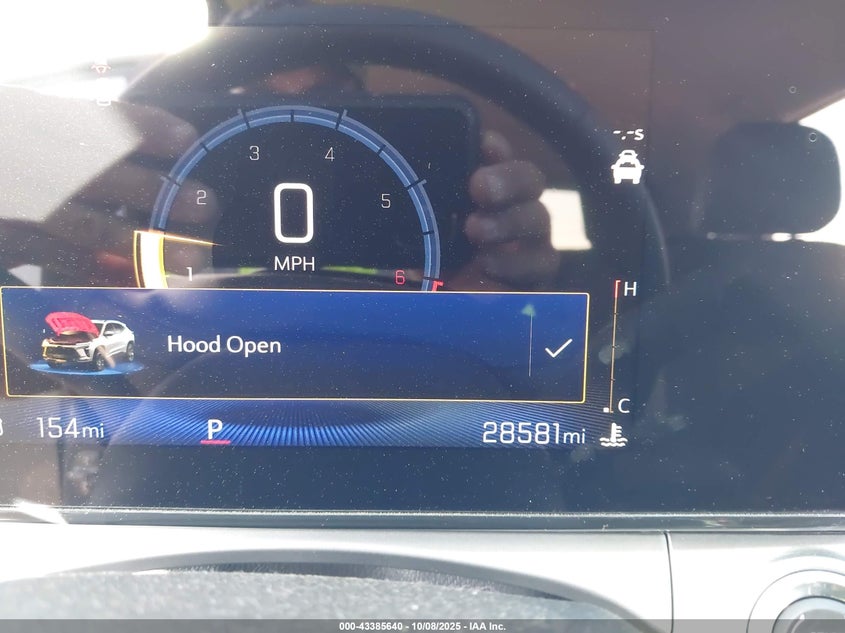 -.-s
3 4
2 5
0
MPH
1 6
H
Hood Open
C
154mi P 28581mi
000-43385640 - 10/08/2025 - IAA Inc.